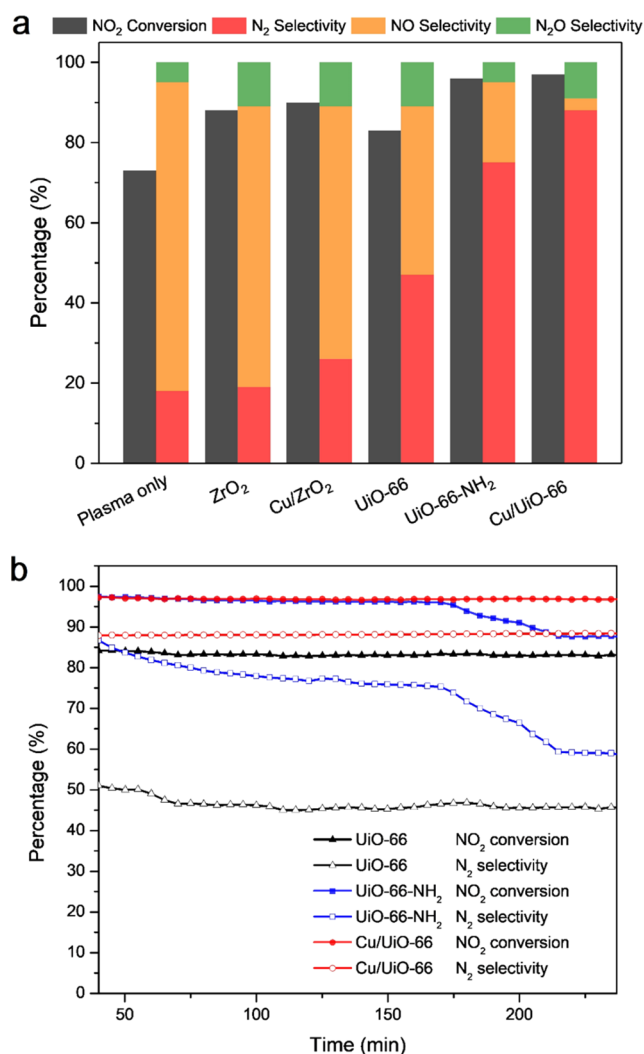 a
NO₂ Conversion N₂ Selectivity NO Selectivity N₂O Selectivity
Percentage (%)
100
80
60
40
20
0
Plasma only ZrO₂ Cu/ZrO₂ UiO-66 UiO-66-NH₂ Cu/UiO-66
b
Percentage (%)
100
90
80
70
60
50
40
30
20
10
0
UiO-66 NO₂ conversion
UiO-66 N₂ selectivity
UiO-66-NH₂ NO₂ conversion
UiO-66-NH₂ N₂ selectivity
Cu/UiO-66 NO₂ conversion
Cu/UiO-66 N₂ selectivity
50 100 150 200
Time (min)